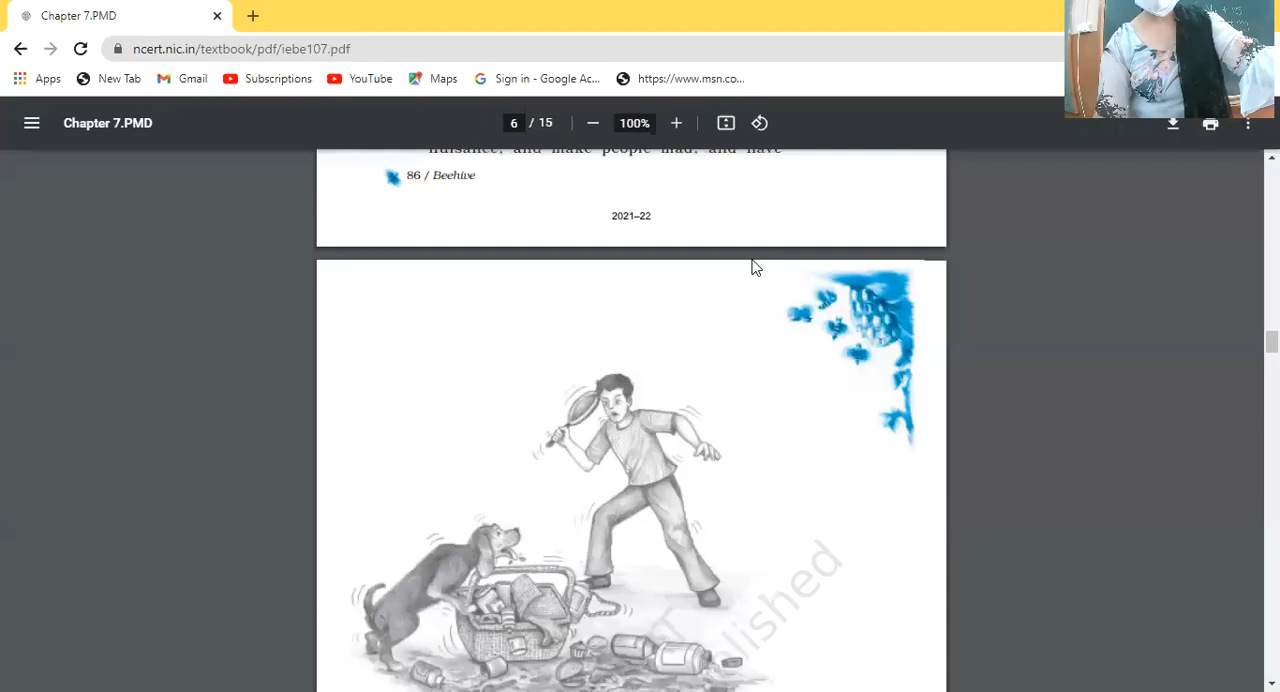 Chapter 7.PMD
ncert.nic.in/textbook/pdf/iebe107.pdf
Apps New Tab Gmail Subscriptions YouTube Maps Sign in - Google Ac... https://www.msn.co...
Chapter 7.PMD 6 / 15 100%
nuisance, and make people mad, and have
86 / Beehive
2021–22